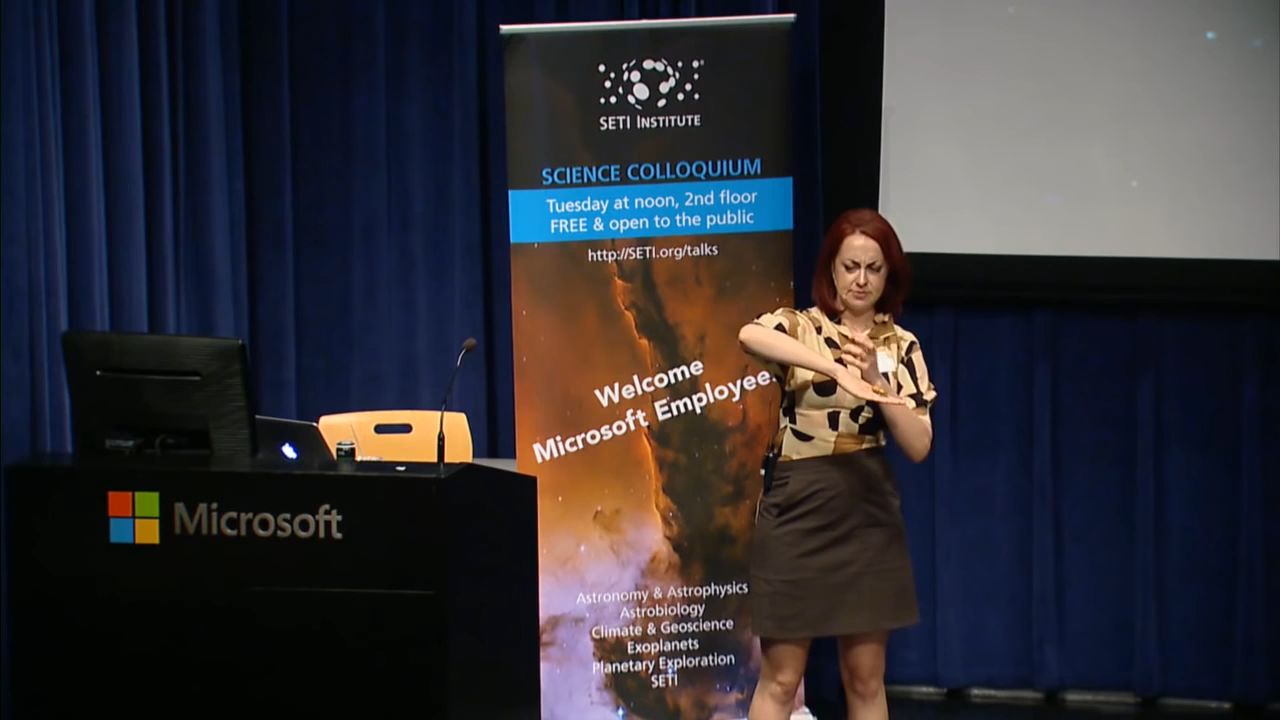 SETI INSTITUTE
SCIENCE COLLOQUIUM
Tuesday at noon, 2nd floor
FREE & open to the public
http://SETI.org/talks
Welcome
Microsoft Employee
Microsoft
Astronomy & Astrophysics
Astrobiology
Climate & Geoscience
Exoplanets
Planetary Exploration
SETI